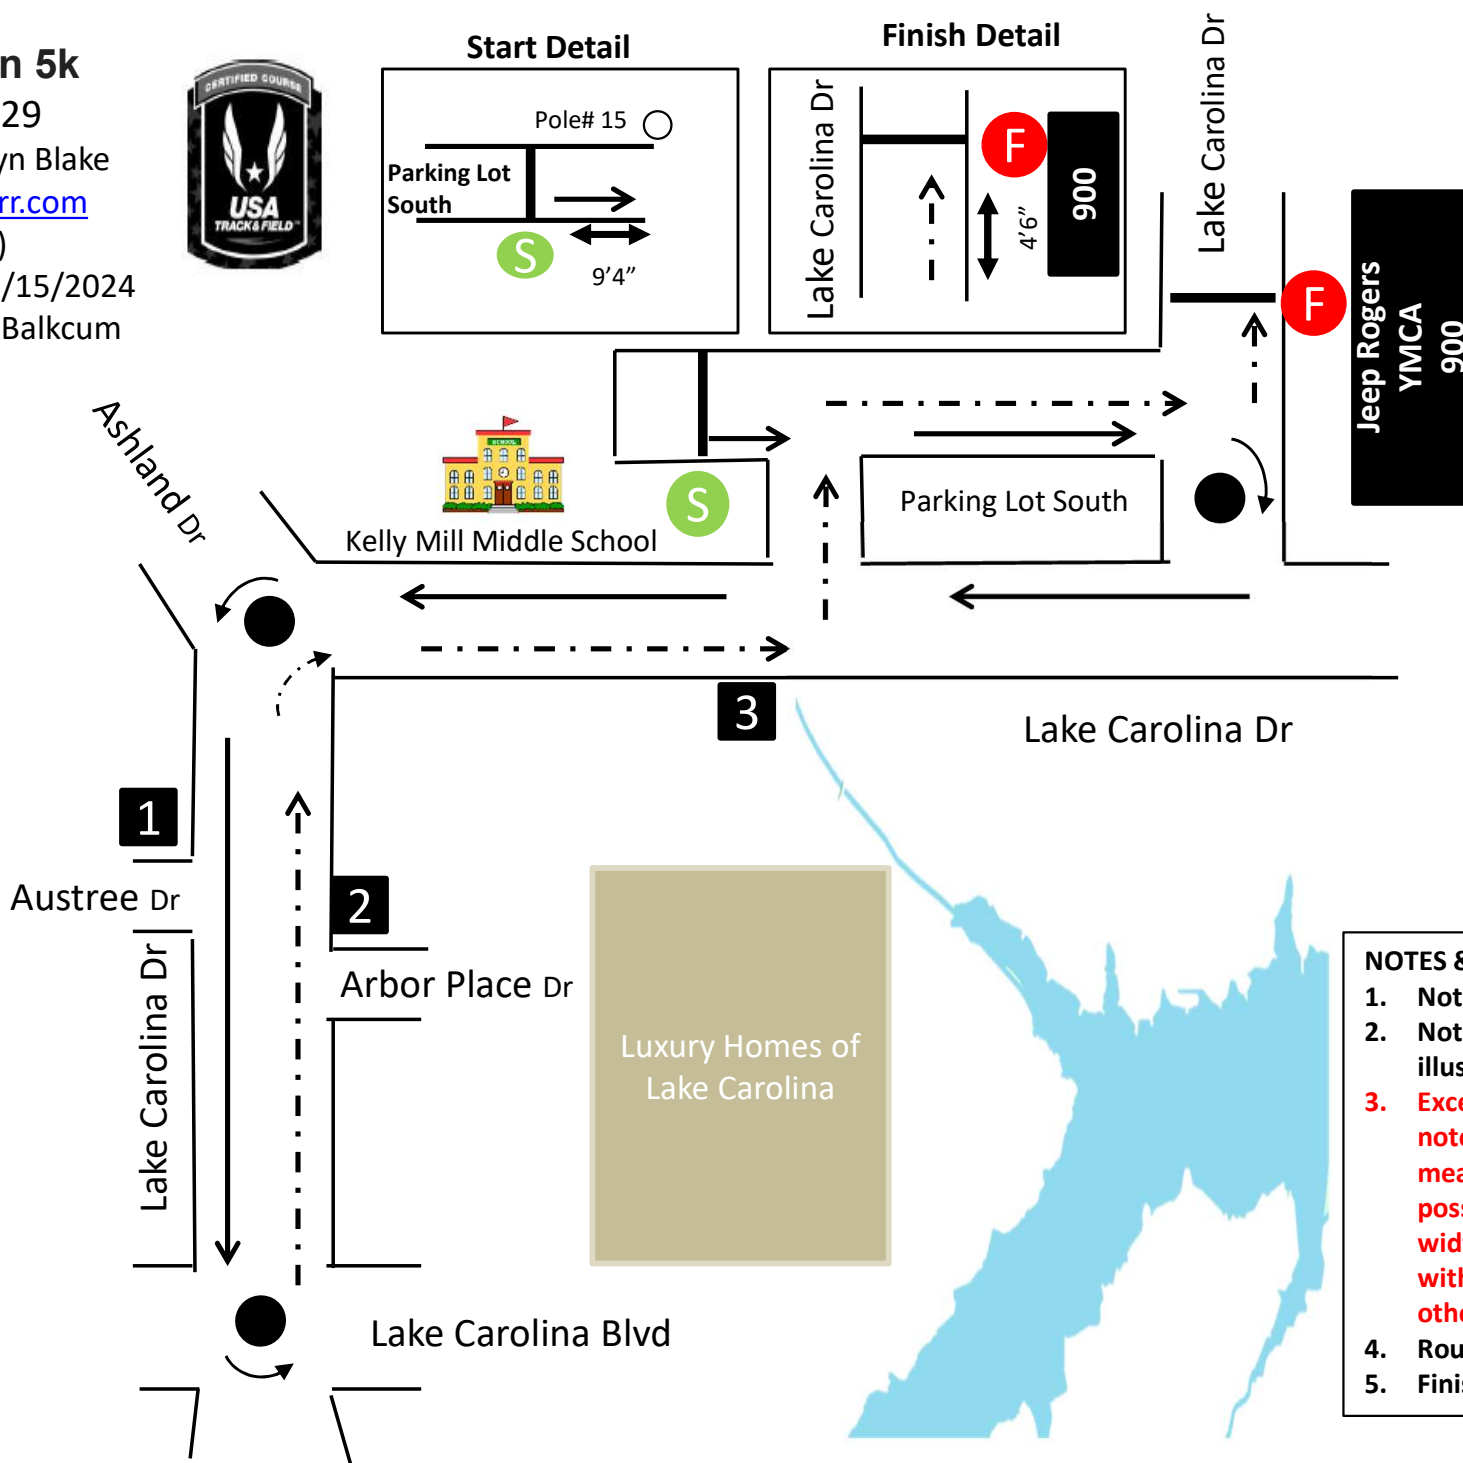 n 5k
29
yn Blake
rr.com
)
/15/2024
Balkcum
CERTIFIED COURSE
USA
TRACK & FIELD™
Start Detail
Pole# 15
Parking Lot
South
S
9'4"
Finish Detail
Lake Carolina Dr
F
4'6"
900
Lake Carolina Dr
F
Jeep Rogers
YMCA
900
Ashland Dr
SCHOOL
Kelly Mill Middle School
S
Parking Lot South
3
Lake Carolina Dr
1
Austree Dr
2
Lake Carolina Dr
Arbor Place Dr
Luxury Homes of
Lake Carolina
Lake Carolina Blvd
NOTES &
1. Not
2. Not
illus
3. Exce
note
mea
poss
widt
with
othe
4. Rou
5. Finis